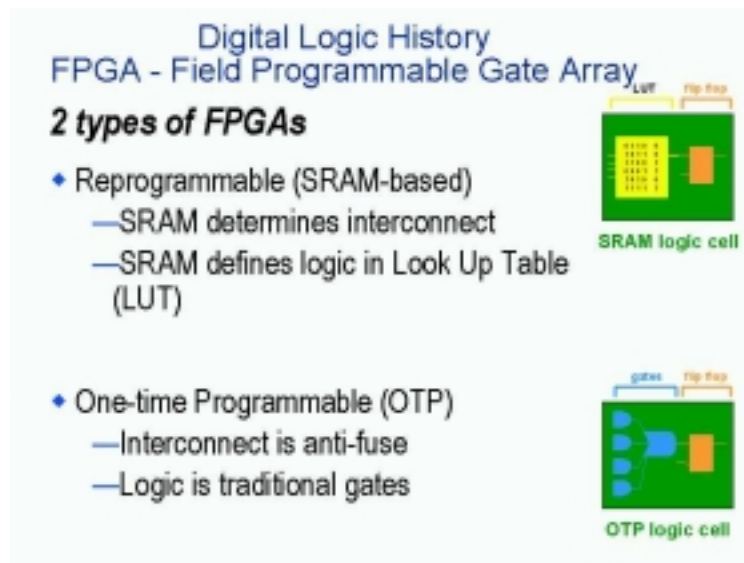 Digital Logic History
FPGA - Field Programmable Gate Array
2 types of FPGAs
LUT flip flop
Reprogrammable (SRAM-based)
—SRAM determines interconnect
—SRAM defines logic in Look Up Table
(LUT)
SRAM logic cell
gates flip flop
One-time Programmable (OTP)
—Interconnect is anti-fuse
—Logic is traditional gates
OTP logic cell